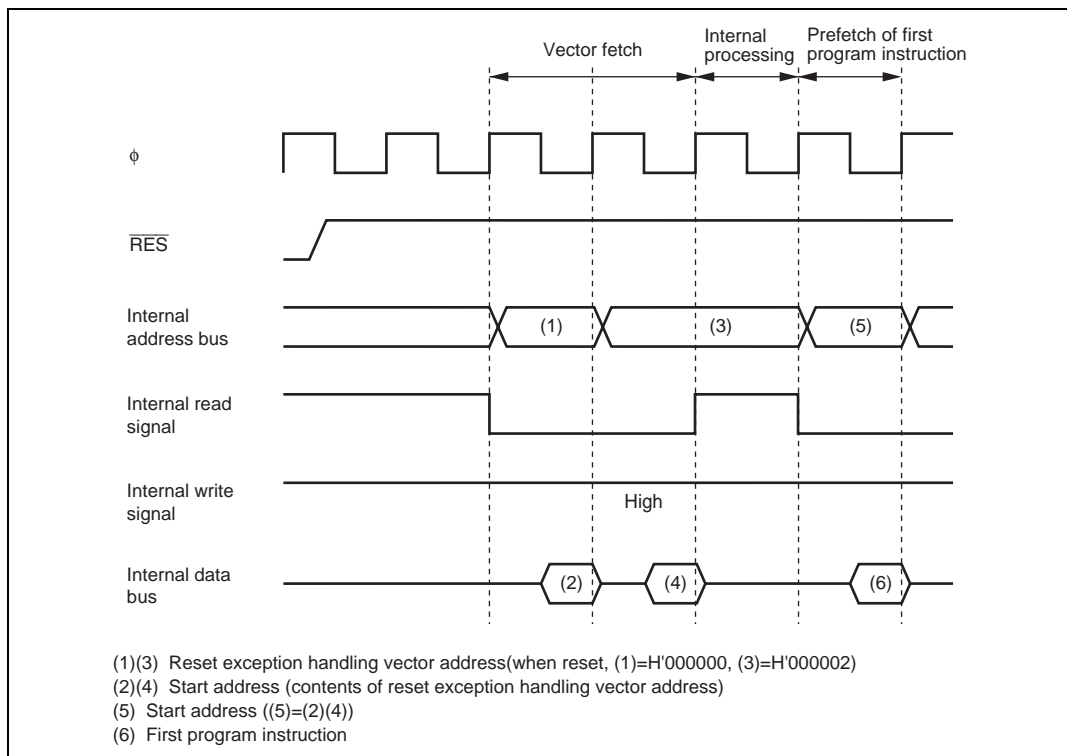 Vector fetch
Internal
processing
Prefetch of first
program instruction
φ
RES
Internal
address bus
(1)
(3)
(5)
Internal read
signal
Internal write
signal
High
Internal data
bus
(2)
(4)
(6)
(1)(3) Reset exception handling vector address(when reset, (1)=H'000000, (3)=H'000002)
(2)(4) Start address (contents of reset exception handling vector address)
(5) Start address ((5)=(2)(4))
(6) First program instruction